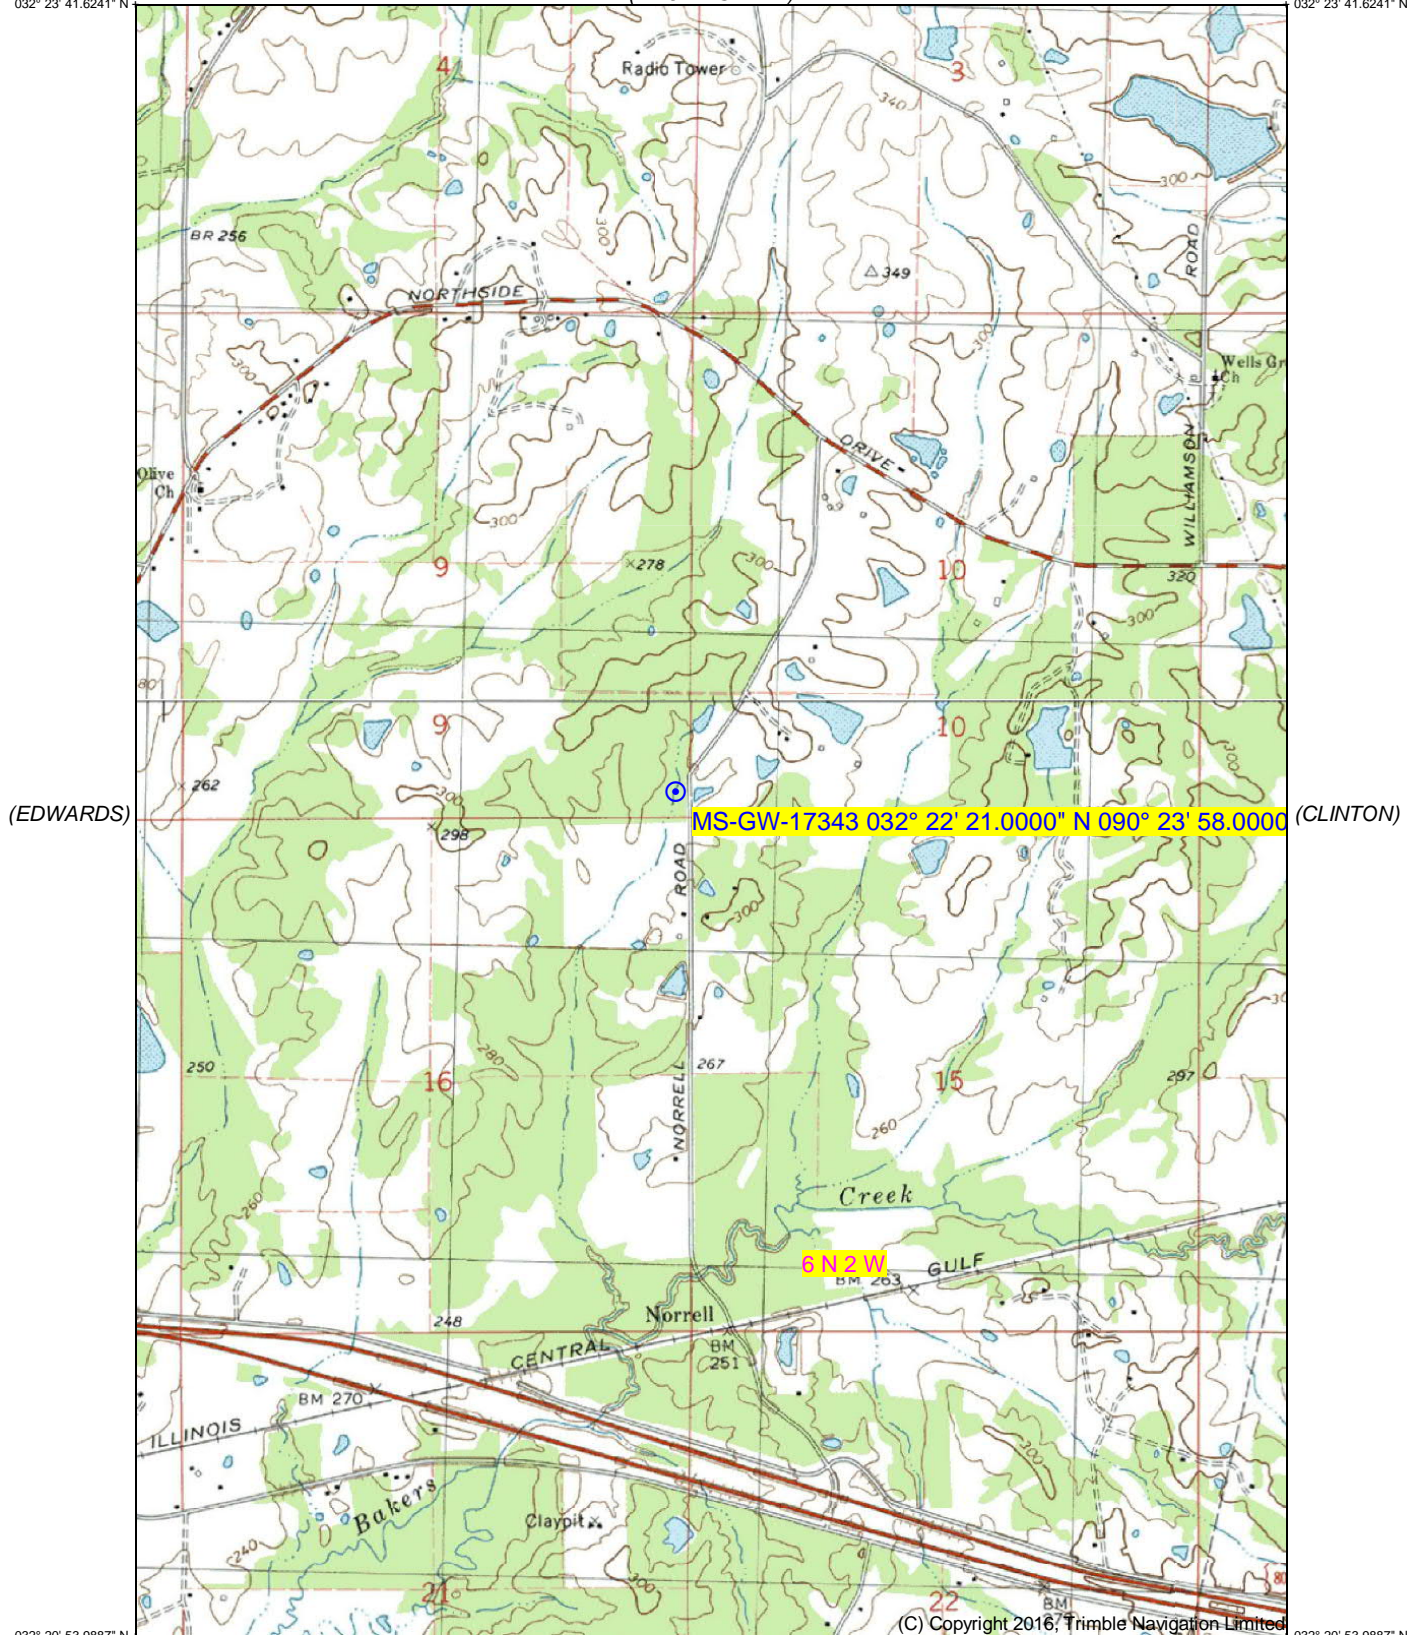 032° 23' 41.6241" N
032° 23' 41.6241" N
4
Radio Tower
3
340
300
BR 256
300
ROAD
349
NORTHSIDE
300
300
Wells Gr
Ch
DRIVE
WILLIAMSON
Olive
Ch
300
9
278
300
10
320
300
80
9
10
262
300
300
(EDWARDS)
298
MS-GW-17343 032° 22' 21.0000" N 090° 23' 58.0000
(CLINTON)
ROAD
300
250
280
16
267
15
297
NORRELL
260
260
Creek
6 N 2 W
BM 263
GULF
Norrell
248
CENTRAL
BM
251
BM 270
ILLINOIS
300
Bakers
Claypit
240
300
21
22
BM
(C) Copyright 2016, Trimble Navigation Limited